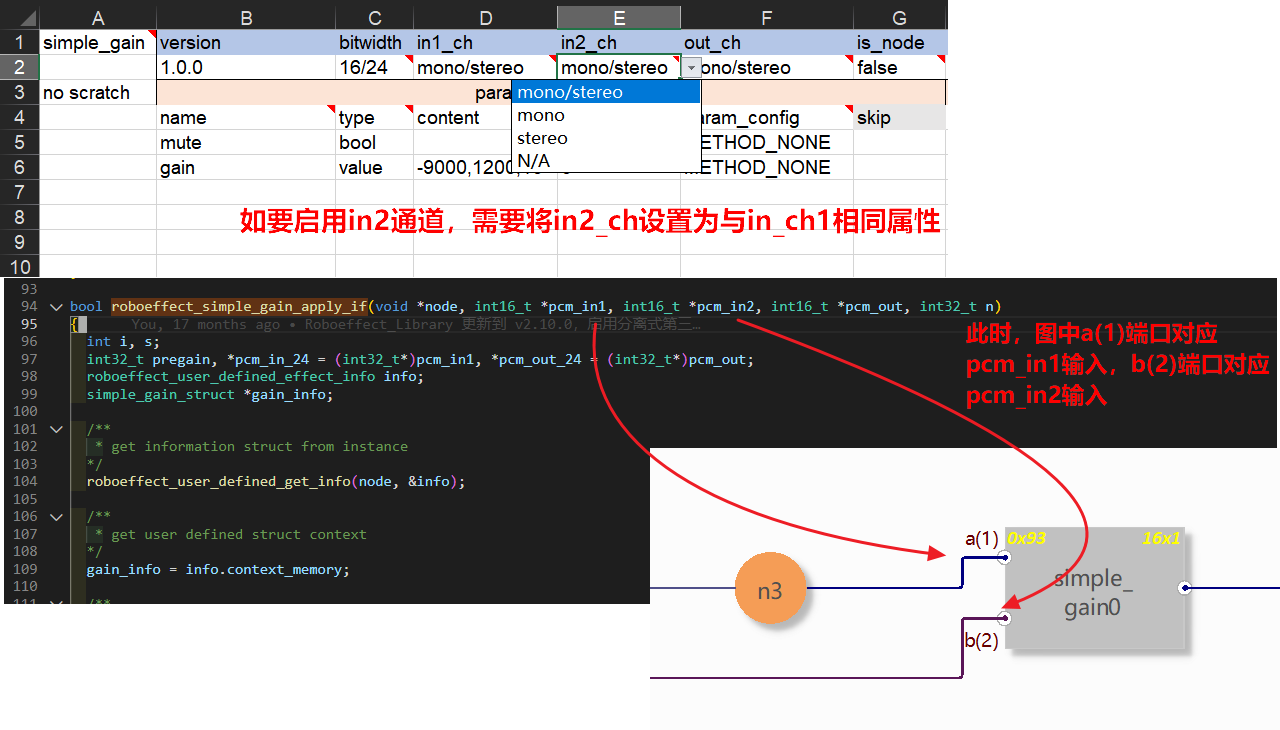 A B C D E F G
1 simple_gain version bitwidth in1_ch in2_ch out_ch is_node
2 1.0.0 16/24 mono/stereo mono/stereo ono/stereo false
3 no scratch para
mono/stereo
4 name type content ram_config skip
mono
5 mute bool ETHOD_NONE
stereo
6 gain value -9000,1200 ETHOD_NONE
N/A
7
8 如要启用in2通道，需要将in2_ch设置为与in_ch1相同属性
9
10
93
94 bool roboeffect_simple_gain_apply_if(void *node, int16_t *pcm_in1, int16_t *pcm_in2, int16_t *pcm_out, int32_t n)
95 { You, 17 months ago • Roboeffect_Library 更新到 v2.10.0, 启用分离式第三…
96 int i, s;
97 int32_t pregain, *pcm_in_24 = (int32_t*)pcm_in1, *pcm_out_24 = (int32_t*)pcm_out;
98 roboeffect_user_defined_effect_info info;
99 simple_gain_struct *gain_info;
100
101 /**
102 * get information struct from instance
103 */
104 roboeffect_user_defined_get_info(node, &info);
105
106 /**
107 * get user defined struct context
108 */
109 gain_info = info.context_memory;
110
111 /**
此时，图中a(1)端口对应
pcm_in1输入，b(2)端口对应
pcm_in2输入
a(1) 0x93 16x1
n3
simple_
gain0
b(2)